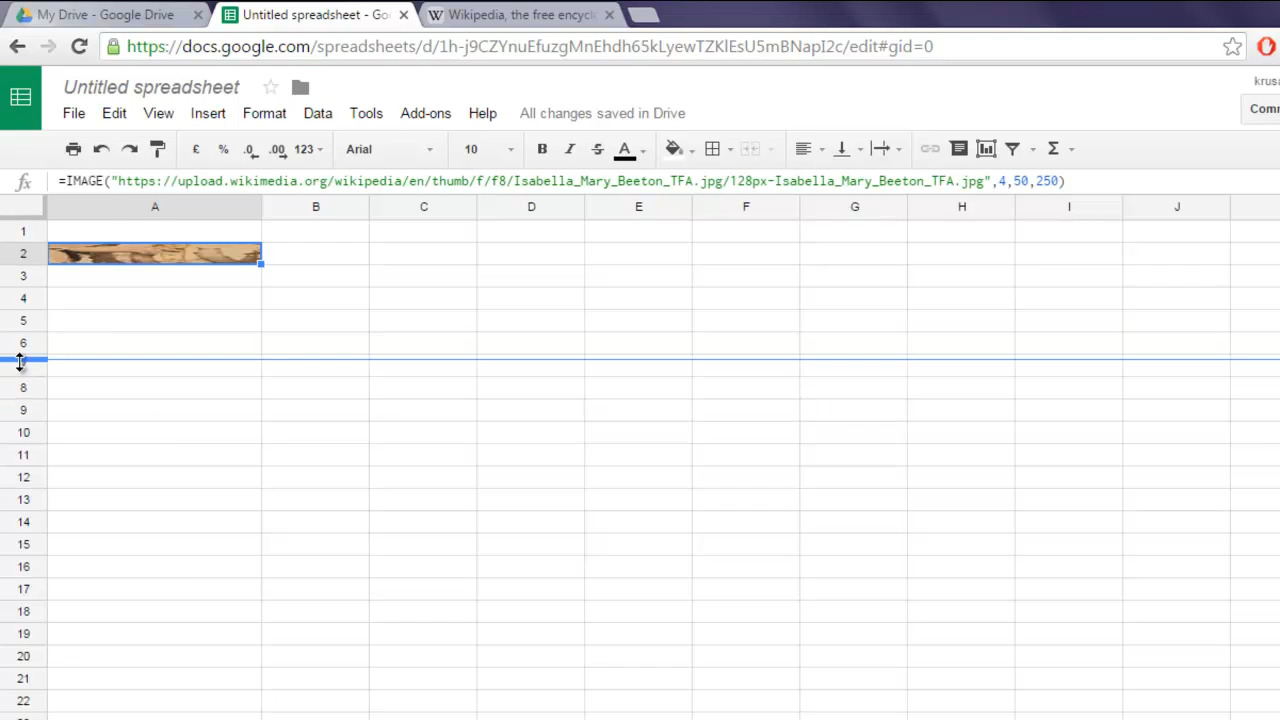 My Drive - Google Drive
Untitled spreadsheet - Goo
Wikipedia, the free encycl
https://docs.google.com/spreadsheets/d/1h-j9CZYnuEfuzgMnEhdh65kLyewTZKlEsU5mBNapI2c/edit#gid=0
Untitled spreadsheet
krusa
File Edit View Insert Format Data Tools Add-ons Help All changes saved in Drive
Comm
£ % .0 .00 123 Arial 10 B I S A Σ
fx =IMAGE("https://upload.wikimedia.org/wikipedia/en/thumb/f/f8/Isabella_Mary_Beeton_TFA.jpg/128px-Isabella_Mary_Beeton_TFA.jpg",4,50,250)
A B C D E F G H I J
1
2
3
4
5
6
8
9
10
11
12
13
14
15
16
17
18
19
20
21
22